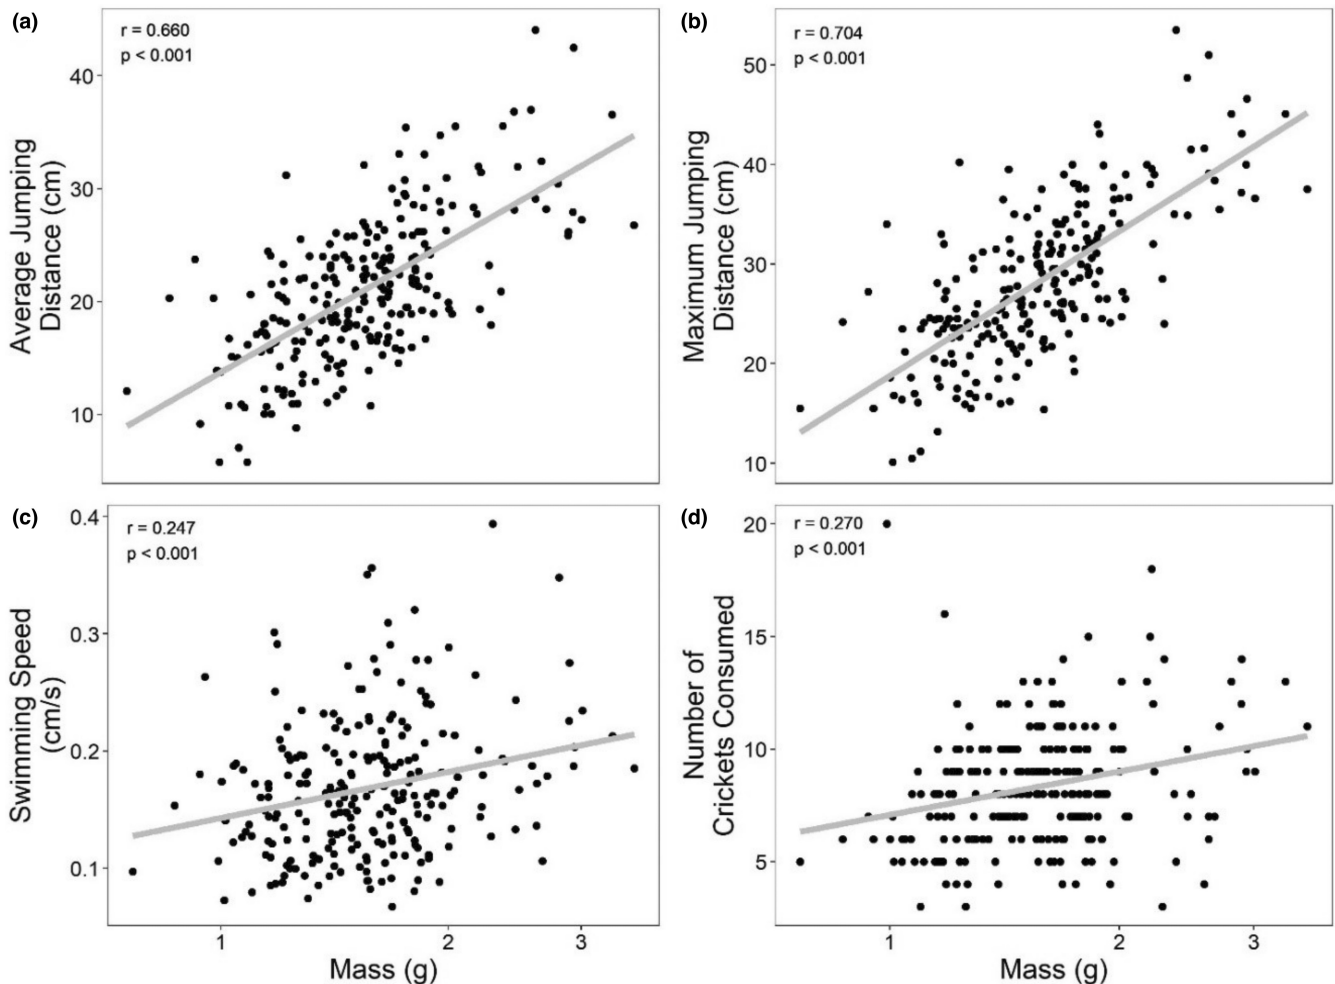 (a)
r = 0.660
p < 0.001
40
30
20
10
Average Jumping
Distance (cm)
(b)
r = 0.704
p < 0.001
50
40
30
20
10
Maximum Jumping
Distance (cm)
(c)
r = 0.247
p < 0.001
0.4
0.3
0.2
0.1
Swimming Speed
(cm/s)
1 2 3
Mass (g)
(d)
r = 0.270
p < 0.001
20
15
10
5
Number of
Crickets Consumed
1 2 3
Mass (g)